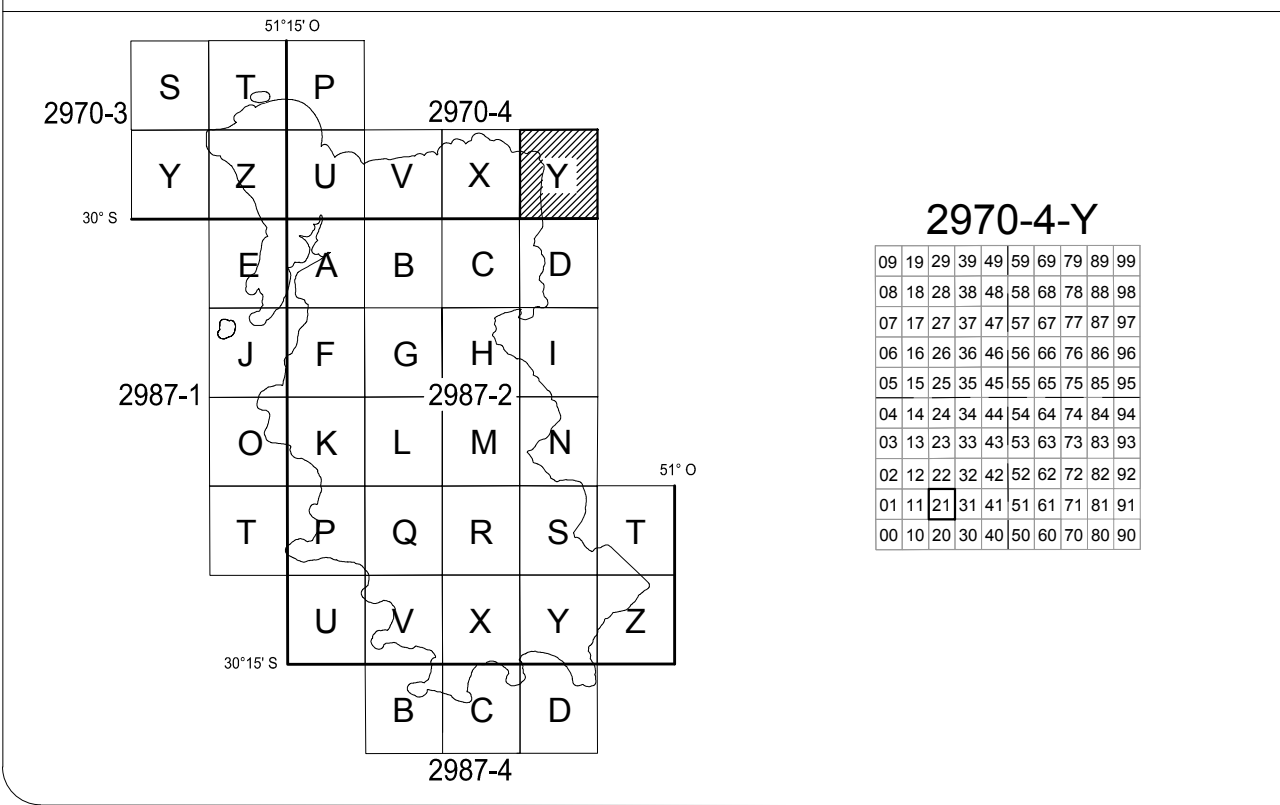 51°15' O
S T P
2970-3 2970-4
Y Z U V X Y
30° S
E A B C D
J F G H I
2987-1 2987-2
O K L M N
51° O
T P Q R S T
U V X Y Z
30°15' S
B C D
2987-4
2970-4-Y
09 19 29 39 49 59 69 79 89 99
08 18 28 38 48 58 68 78 88 98
07 17 27 37 47 57 67 77 87 97
06 16 26 36 46 56 66 76 86 96
05 15 25 35 45 55 65 75 85 95
04 14 24 34 44 54 64 74 84 94
03 13 23 33 43 53 63 73 83 93
02 12 22 32 42 52 62 72 82 92
01 11 21 31 41 51 61 71 81 91
00 10 20 30 40 50 60 70 80 90